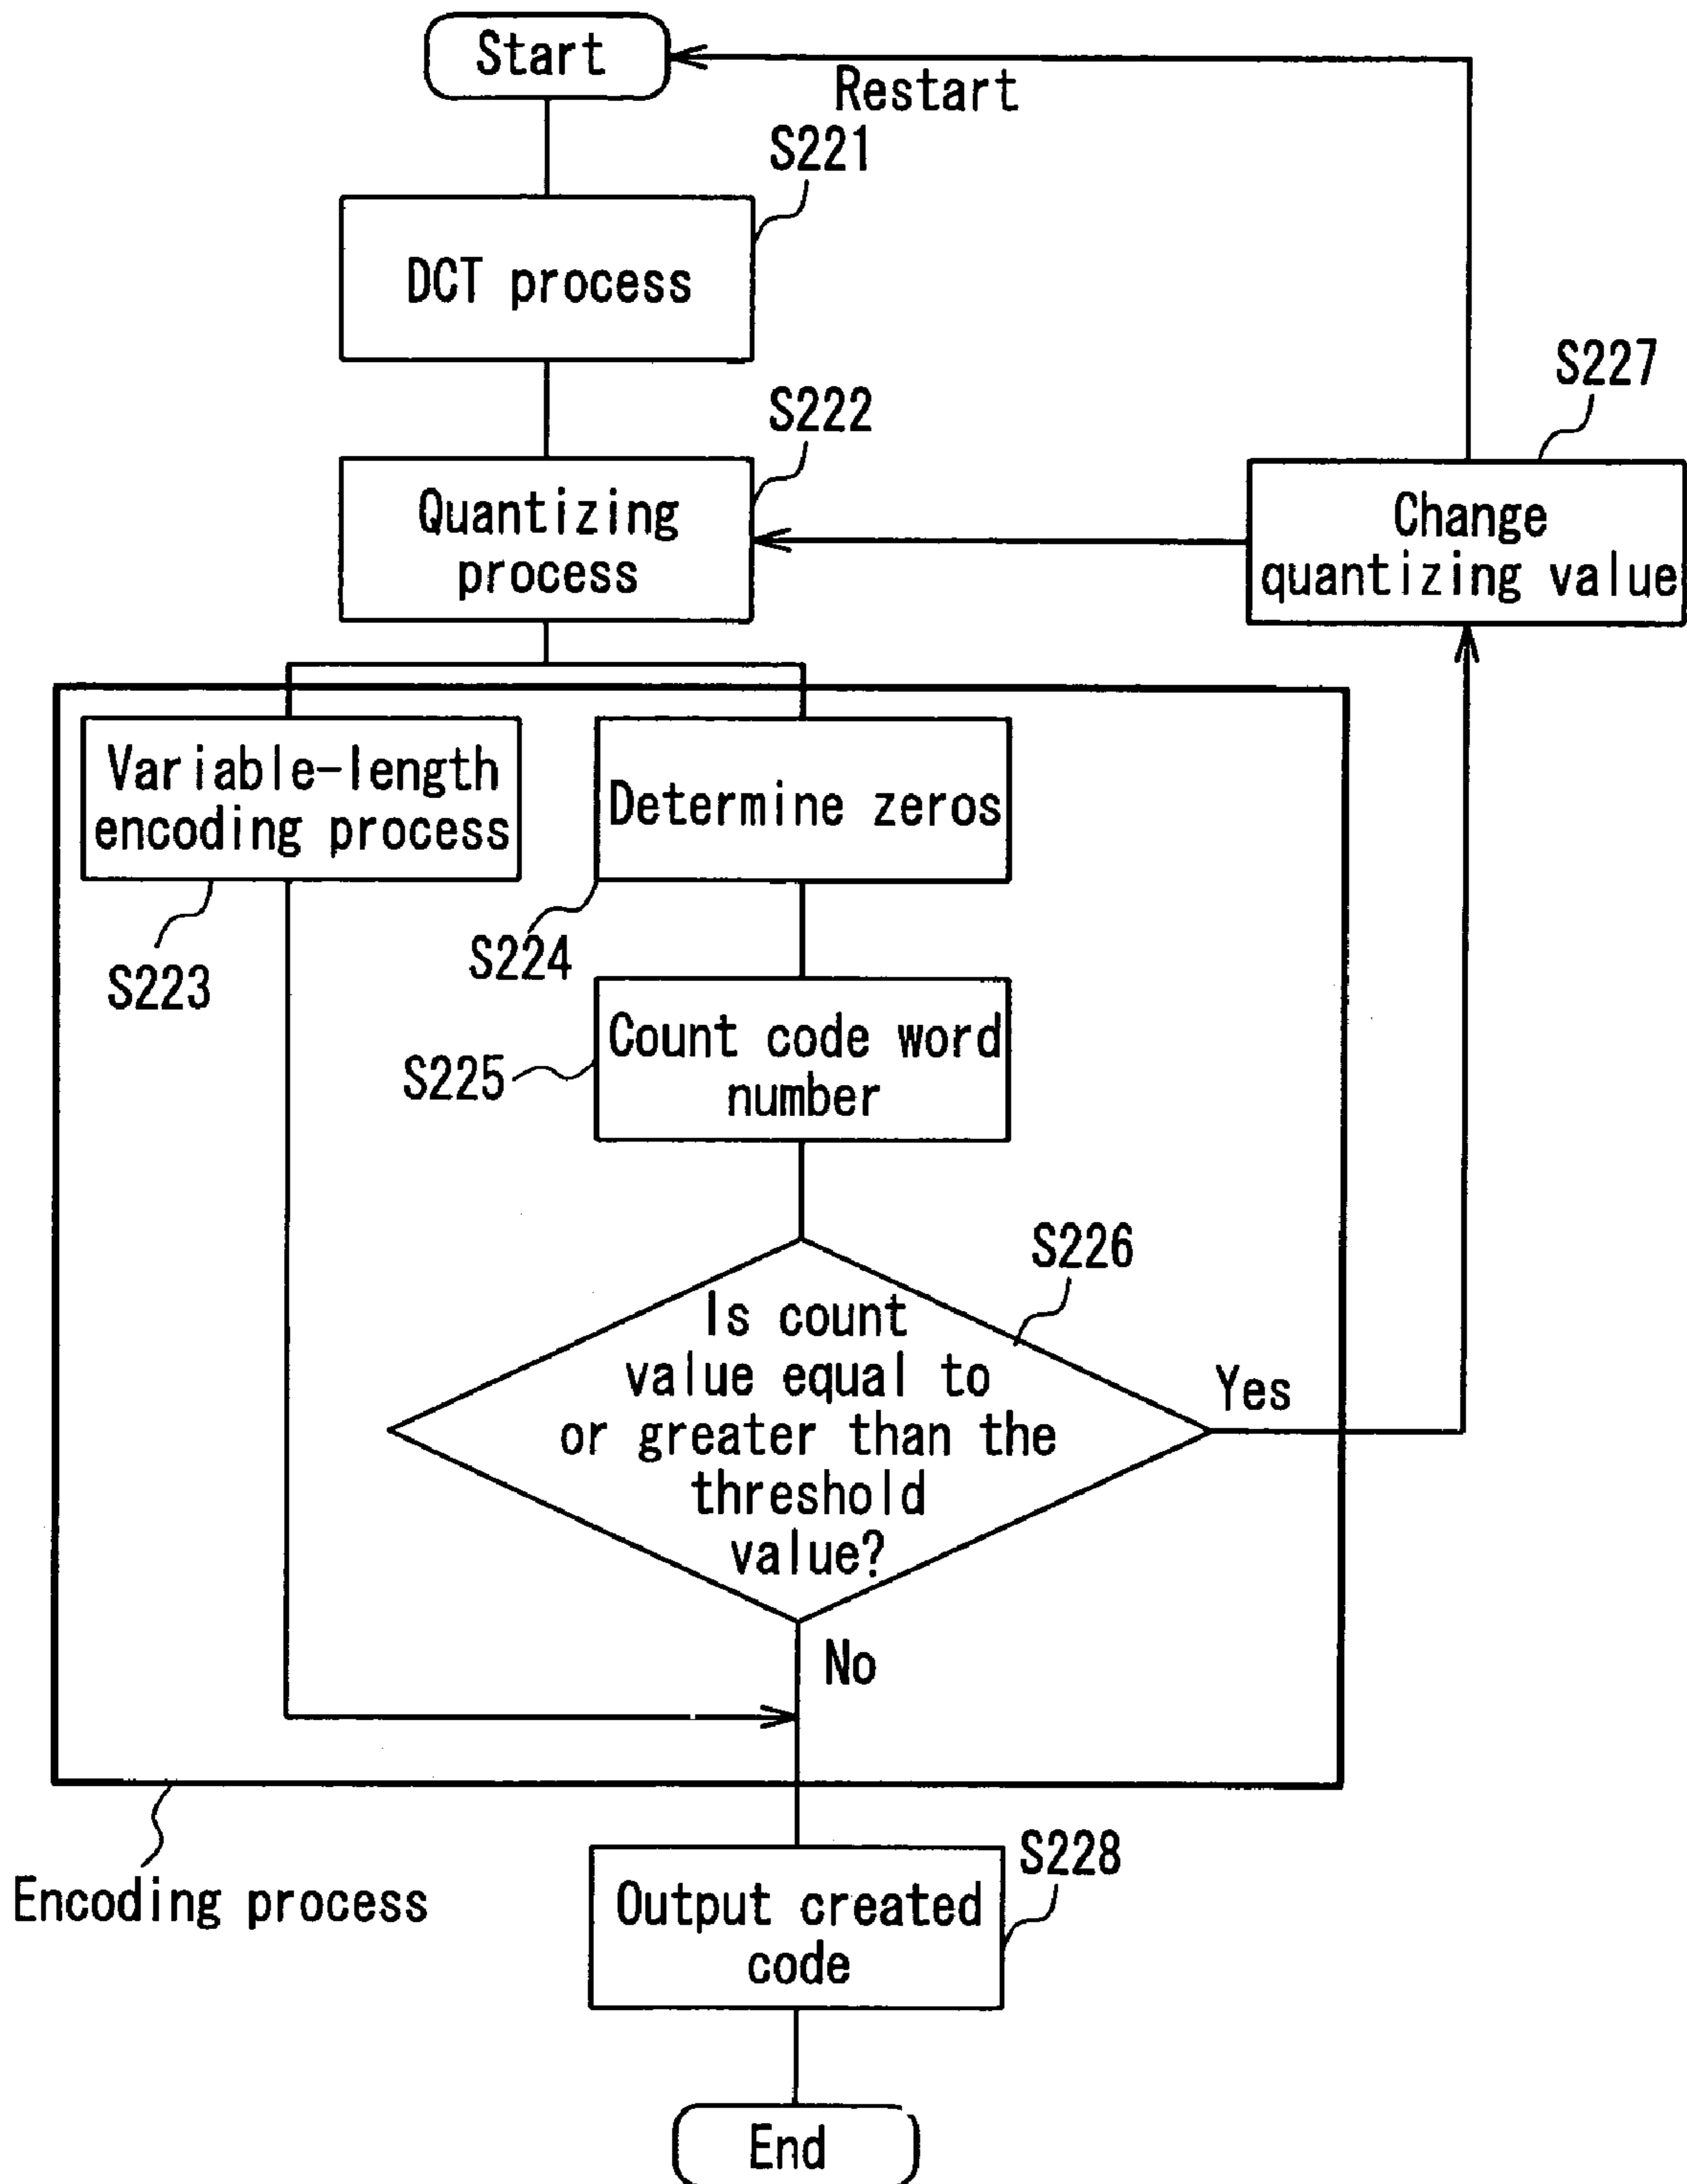 Start
Restart
S221
DCT process
S222
Quantizing
process
S227
Change
quantizing value
Variable-length
encoding process
S223
Determine zeros
S224
Count code word
number
S225
S226
Is count
value equal to
or greater than the
threshold
value?
Yes
No
Encoding process
S228
Output created
code
End